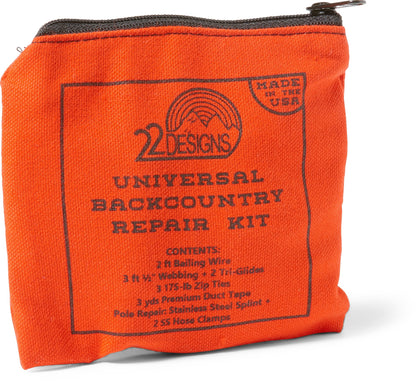 MADE
IN THE
USA
22 DESIGNS
UNIVERSAL
BACKCOUNTRY
REPAIR KIT
CONTENTS:
2 ft Bailing Wire
3 ft ½" Webbing + 2 Tri-Glides
3 175-lb Zip Ties
3 yds Premium Duct Tape
Pole Repair: Stainless Steel Splint +
2 SS Hose Clamps